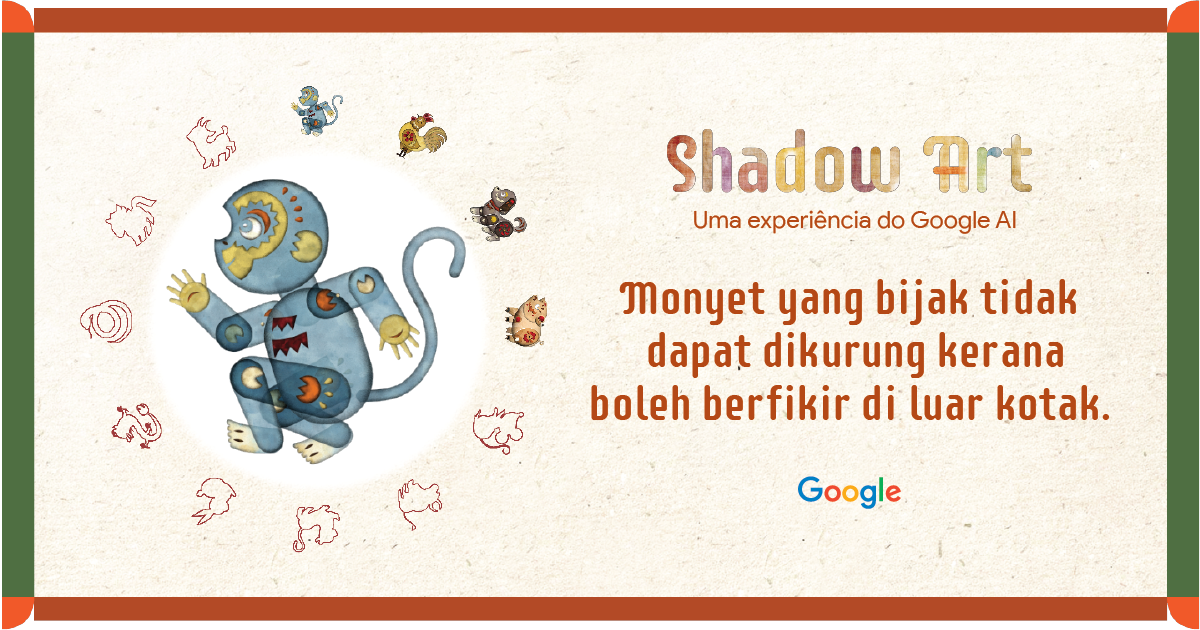 Shadow Art
Uma experiência do Google AI
Monyet yang bijak tidak
dapat dikurung kerana
boleh berfikir di luar kotak.
Google